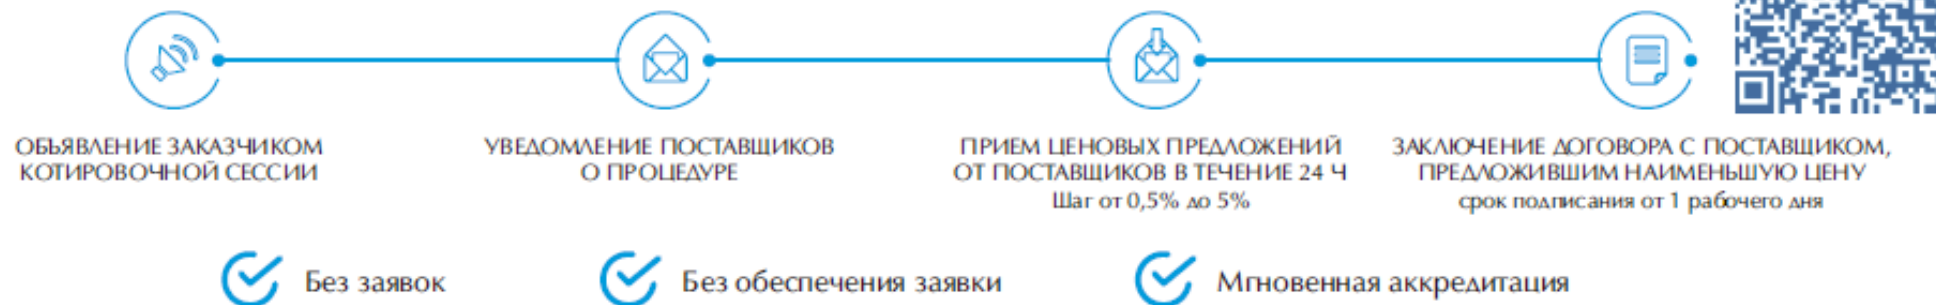 ОБЪЯВЛЕНИЕ ЗАКАЗЧИКОМ
КОТИРОВОЧНОЙ СЕССИИ
УВЕДОМЛЕНИЕ ПОСТАВЩИКОВ
О ПРОЦЕДУРЕ
ПРИЕМ ЦЕНОВЫХ ПРЕДЛОЖЕНИЙ
ОТ ПОСТАВЩИКОВ В ТЕЧЕНИЕ 24 Ч
Шаг от 0,5% до 5%
ЗАКЛЮЧЕНИЕ ДОГОВОРА С ПОСТАВЩИКОМ,
ПРЕДЛОЖИВШИМ НАИМЕНЬШУЮ ЦЕНУ
срок подписания от 1 рабочего дня
Без заявок
Без обеспечения заявки
Мгновенная аккредитация